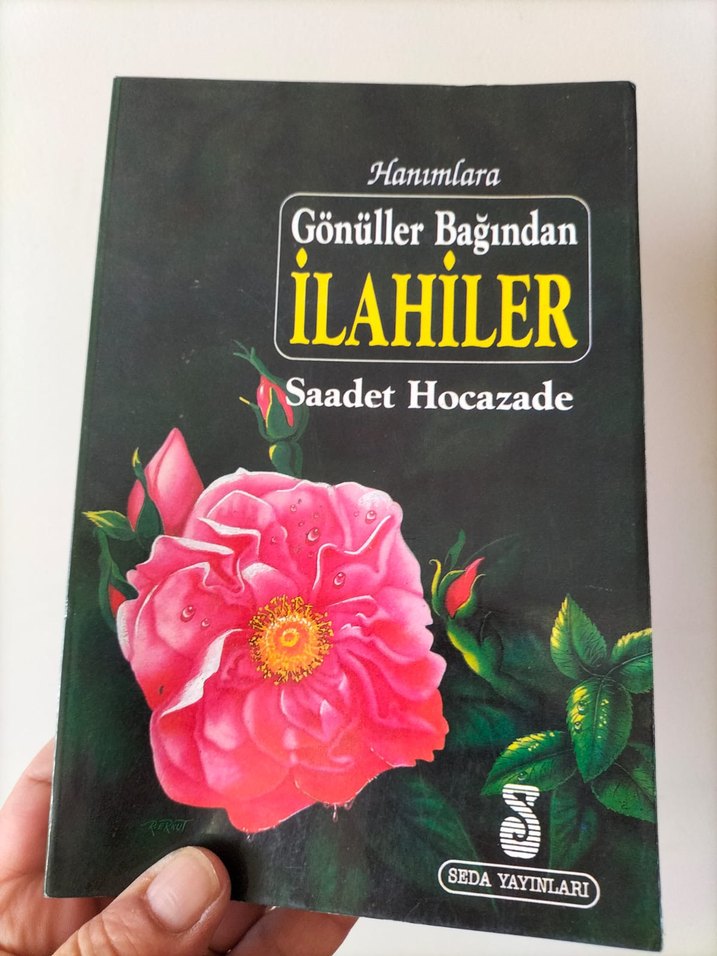 Hanımlara
Gönüller Bağından
İLAHİLER
Saadet Hocazade
SEDA YAYINLARI